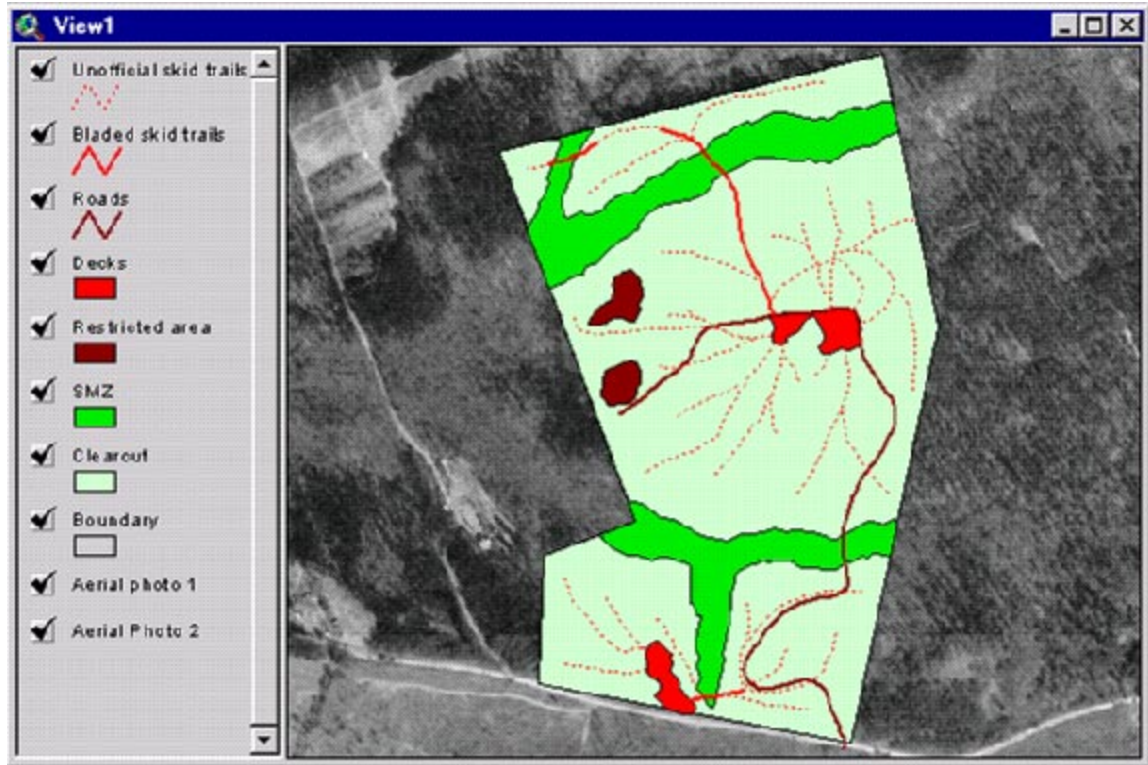 View1
Unofficial skid trails
Bladed skid trails
Roads
Decks
Restricted area
SMZ
Clearcut
Boundary
Aerial photo 1
Aerial Photo 2